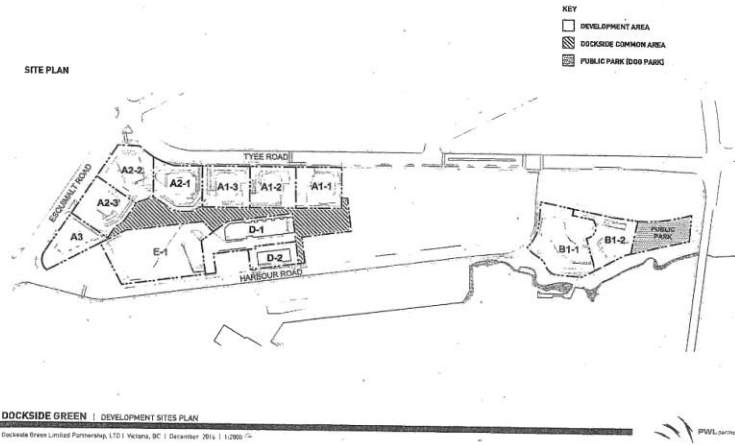 KEY
DEVELOPMENT AREA
DOCKSIDE COMMON AREA
PUBLIC PARK (DOG PARK)
SITE PLAN
TYEE ROAD
ESQUIMALT ROAD
A2-2
A2-1
A1-3
A1-2
A1-1
A2-3
A3
E-1
D-1
D-2
HARBOUR ROAD
B1-1
B1-2
PUBLIC
PARK
DOCKSIDE GREEN | DEVELOPMENT SITES PLAN
Dockside Green Limited Partnership, LTD | Victoria, BC | December 2016 | 1:2000
PWL